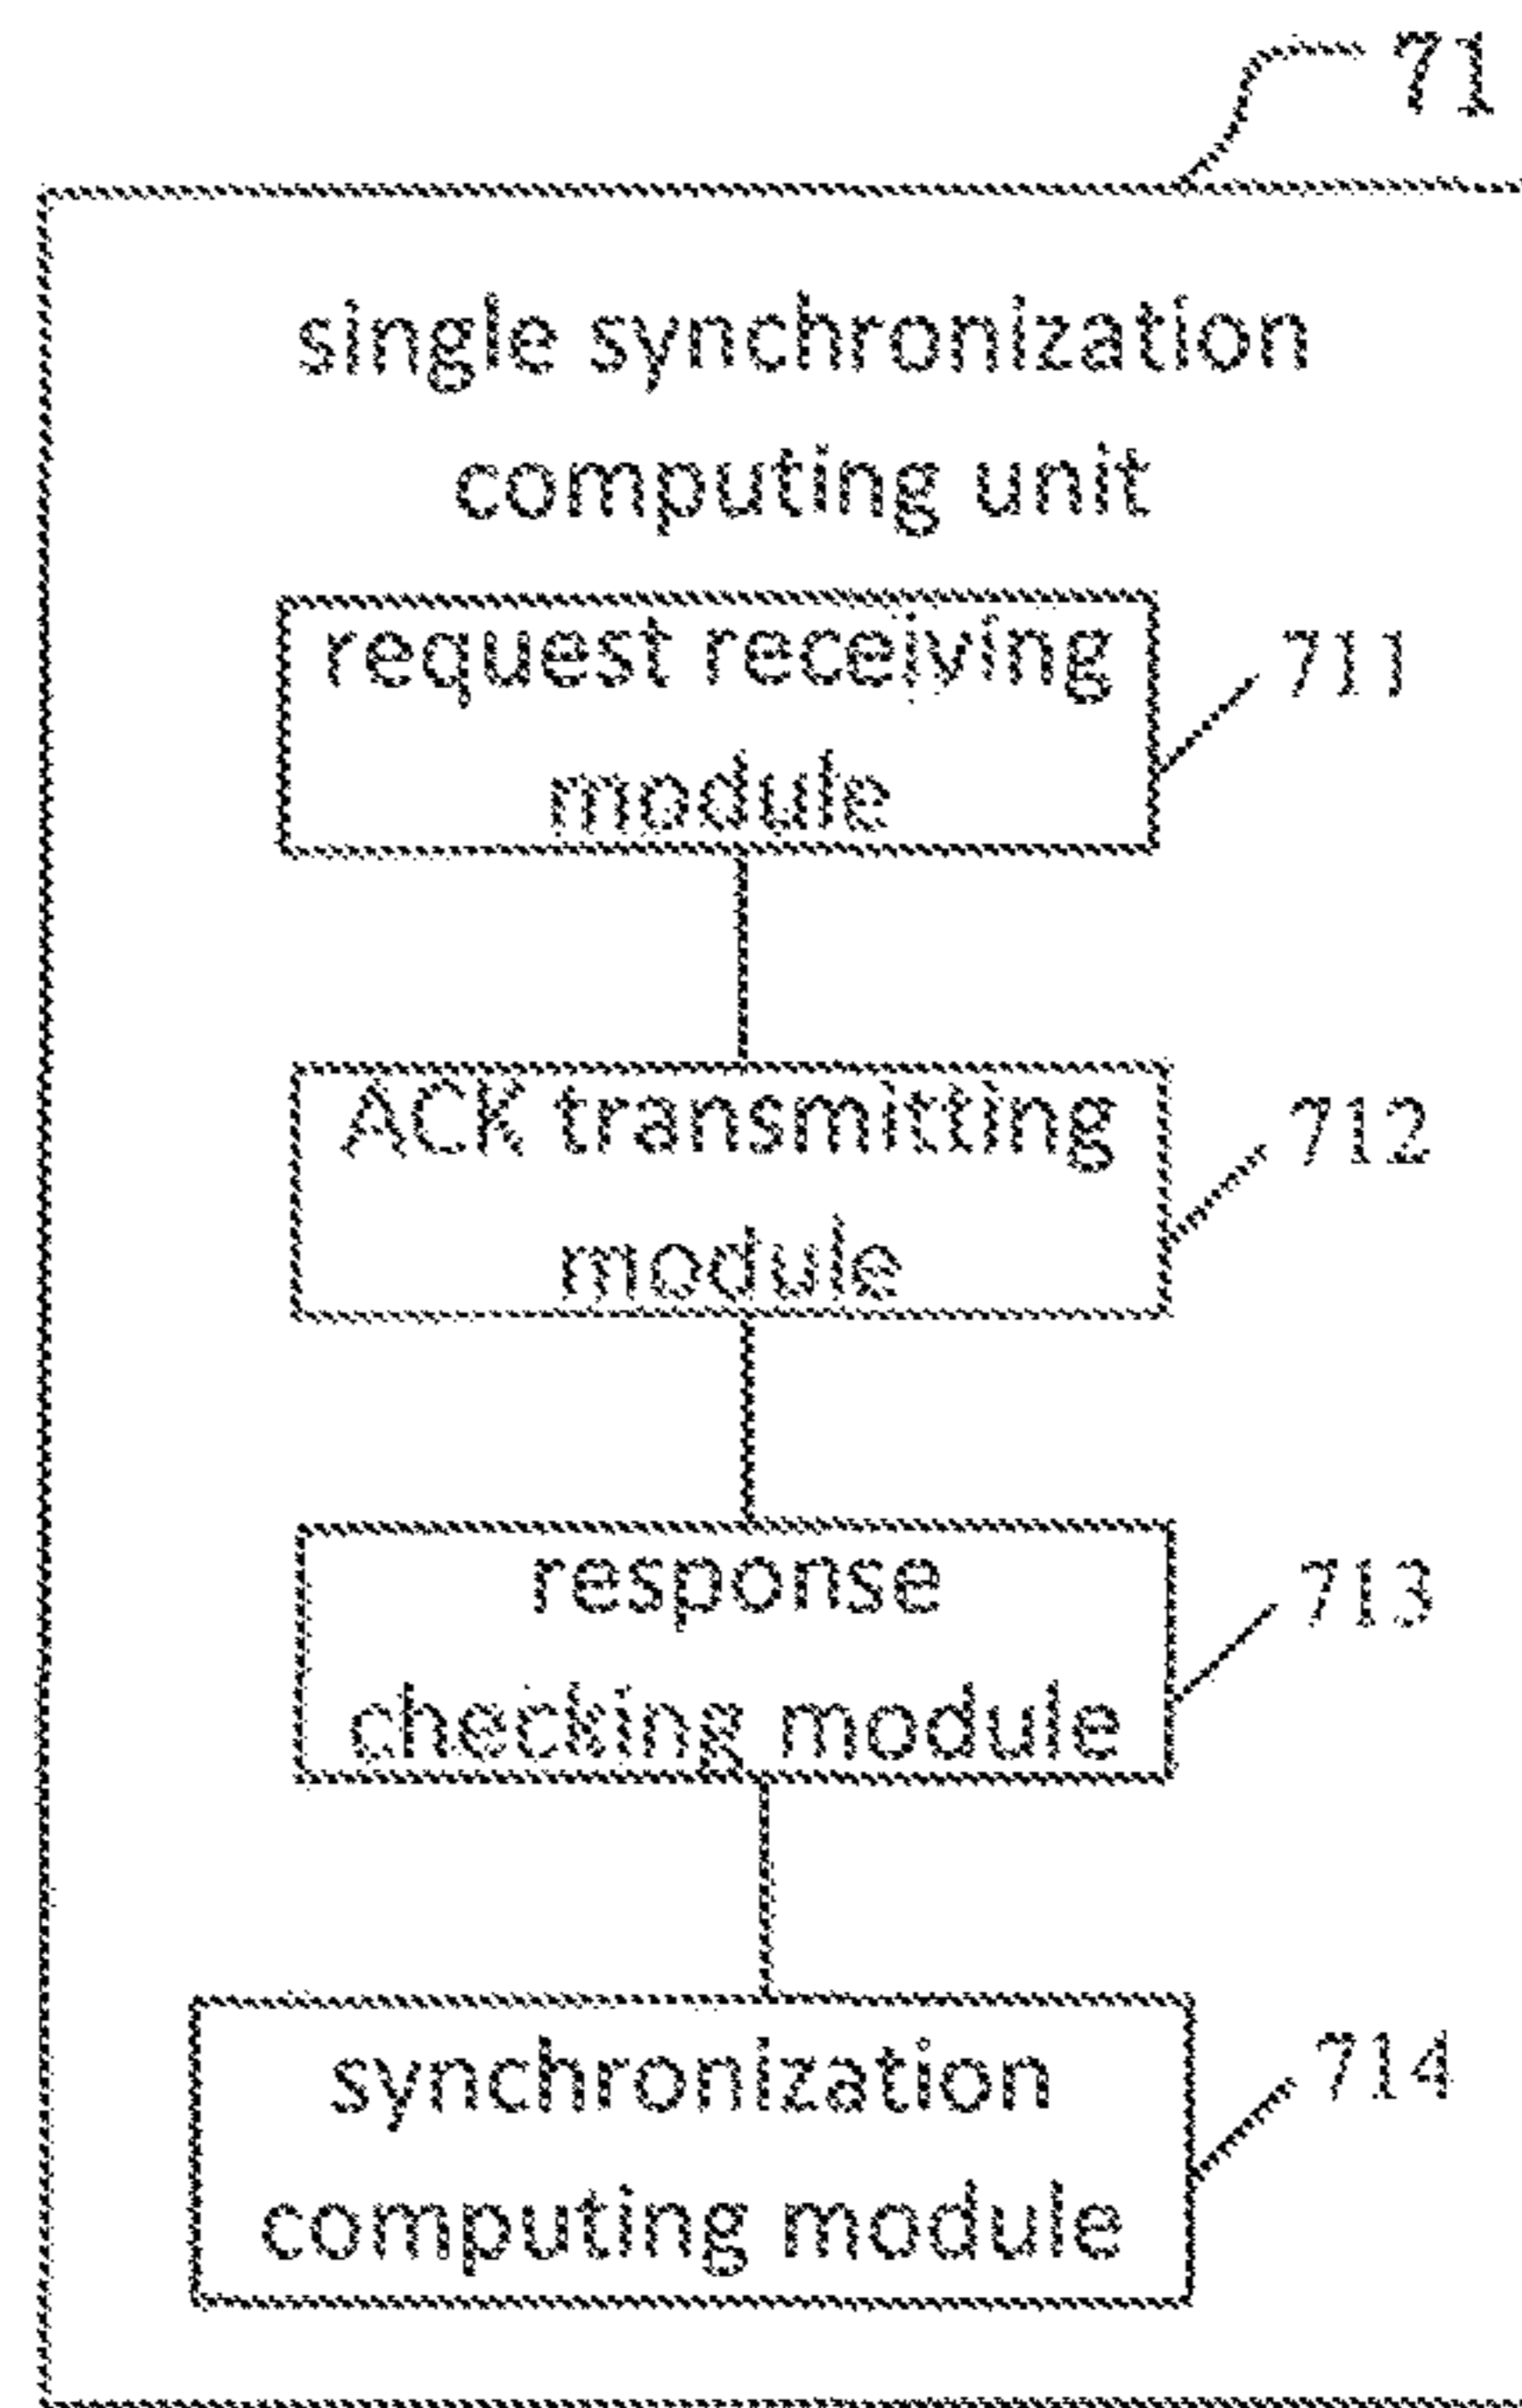 71
single synchronization
computing unit
request receiving
module
711
ACK transmitting
module
712
response
checking module
713
synchronization
computing module
714